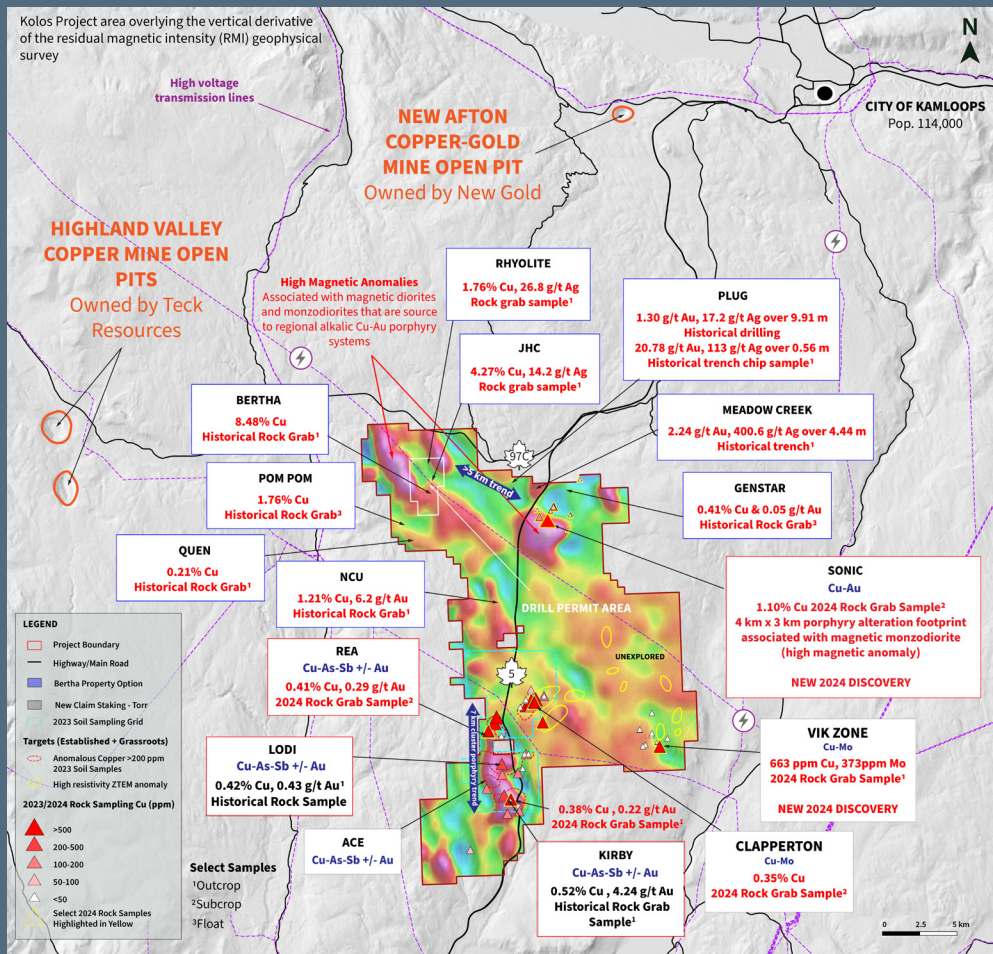 Kolos Project area overlying the vertical derivative
of the residual magnetic intensity (RMI) geophysical
survey
N
High voltage
transmission lines
CITY OF KAMLOOPS
Pop. 114,000
NEW AFTON
COPPER-GOLD
MINE OPEN PIT
Owned by New Gold
HIGHLAND VALLEY
COPPER MINE OPEN
PITS
Owned by Teck
Resources
High Magnetic Anomalies
Associated with magnetic diorites
and monzodiorites that are source
to regional alkalic Cu-Au porphyry
systems
RHYOLITE
1.76% Cu, 26.8 g/t Ag
Rock grab sample¹
JHC
4.27% Cu, 14.2 g/t Ag
Rock grab sample¹
PLUG
1.30 g/t Au, 17.2 g/t Ag over 9.91 m
Historical drilling
20.78 g/t Au, 113 g/t Ag over 0.56 m
Historical trench chip sample¹
BERTHA
8.48% Cu
Historical Rock Grab¹
MEADOW CREEK
2.24 g/t Au, 400.6 g/t Ag over 4.44 m
Historical trench¹
97C
>5 km trend
POM POM
1.76% Cu
Historical Rock Grab³
GENSTAR
0.41% Cu & 0.05 g/t Au
Historical Rock Grab³
QUEN
0.21% Cu
Historical Rock Grab¹
NCU
1.21% Cu, 6.2 g/t Au
Historical Rock Grab¹
SONIC
Cu-Au
1.10% Cu 2024 Rock Grab Sample²
4 km x 3 km porphyry alteration footprint
associated with magnetic monzodiorite
(high magnetic anomaly)
NEW 2024 DISCOVERY
DRILL PERMIT AREA
UNEXPLORED
5
REA
Cu-As-Sb +/- Au
0.41% Cu, 0.29 g/t Au
2024 Rock Grab Sample²
7 km cluster porphyry trend
LODI
Cu-As-Sb +/- Au
0.42% Cu, 0.43 g/t Au¹
Historical Rock Sample
VIK ZONE
Cu-Mo
663 ppm Cu, 373ppm Mo
2024 Rock Grab Sample¹
NEW 2024 DISCOVERY
0.38% Cu , 0.22 g/t Au
2024 Rock Grab Sample¹
ACE
Cu-As-Sb +/- Au
KIRBY
Cu-As-Sb +/- Au
0.52% Cu , 4.24 g/t Au
Historical Rock Grab
Sample¹
CLAPPERTON
Cu-Mo
0.35% Cu
2024 Rock Grab Sample²
LEGEND
Project Boundary
Highway/Main Road
Bertha Property Option
New Claim Staking - Torr
2023 Soil Sampling Grid
Targets (Established + Grassroots)
Anomalous Copper >200 ppm
2023 Soil Samples
High resistivity ZTEM anomaly
2023/2024 Rock Sampling Cu (ppm)
>500
200-500
100-200
50-100
<50
Select 2024 Rock Samples
Highlighted in Yellow
Select Samples
¹Outcrop
²Subcrop
³Float
0 2.5 5 km